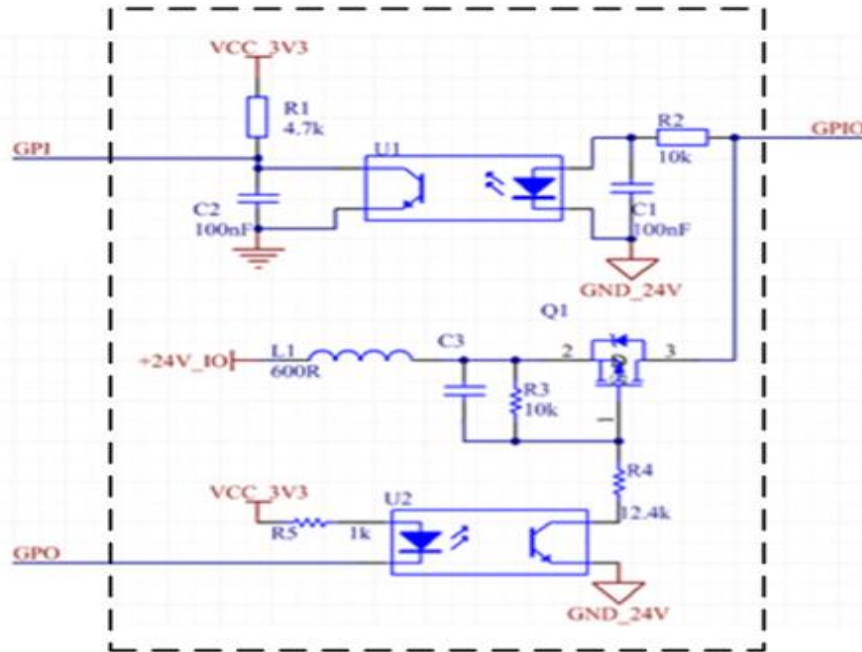 VCC_3V3
R1
4.7k
GPI
U1
R2
10k
GPIO
C2
100nF
C1
100nF
GND_24V
Q1
+24V_IO
L1
600R
C3
2
3
R3
10k
1
R4
12.4k
VCC_3V3
U2
R5
1k
GPO
GND_24V